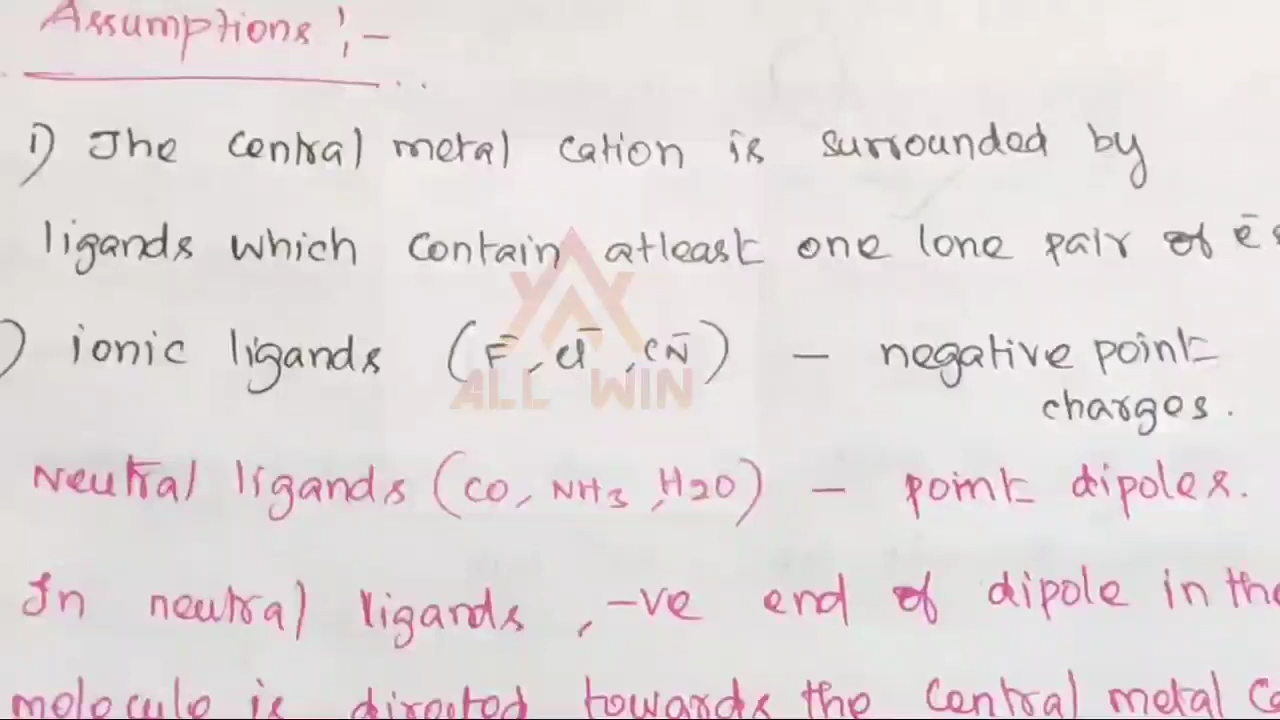 Assumptions :-
1) The central metal cation is surrounded by
ligands which contain atleast one lone pair of ē s
) ionic ligands (F⁻, Cl⁻, CN⁻) - negative point
charges.
Neutral ligands (CO, NH3, H2O) - point dipoles.
In neutral ligands, -ve end of dipole in the
molecule is directed towards the central metal
ALL WIN